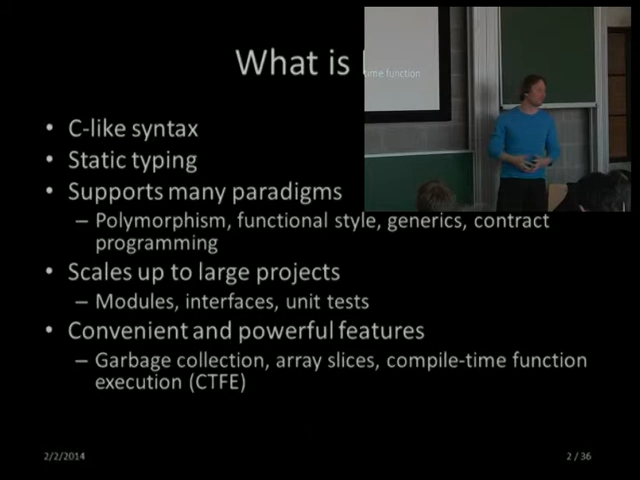 What is
time function
• C-like syntax
• Static typing
• Supports many paradigms
– Polymorphism, functional style, generics, contract
programming
• Scales up to large projects
– Modules, interfaces, unit tests
• Convenient and powerful features
– Garbage collection, array slices, compile-time function
execution (CTFE)
2/2/2014
2 / 36